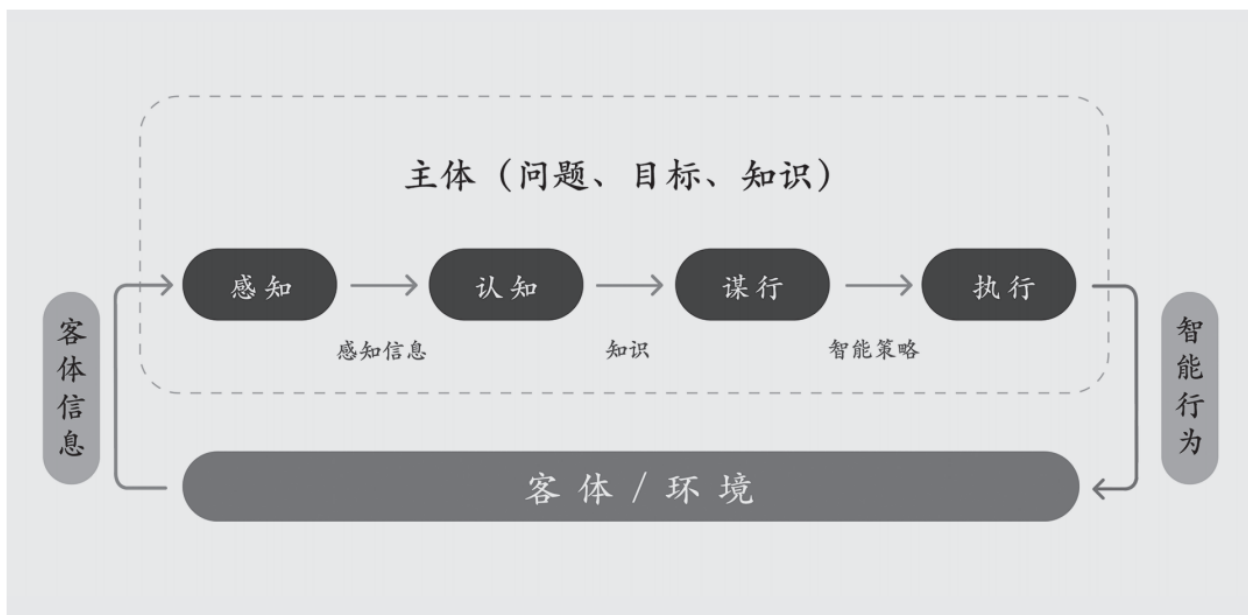 主体（问题、目标、知识）
感知
认知
谋行
执行
感知信息
知识
智能策略
客体信息
智能行为
客体/环境